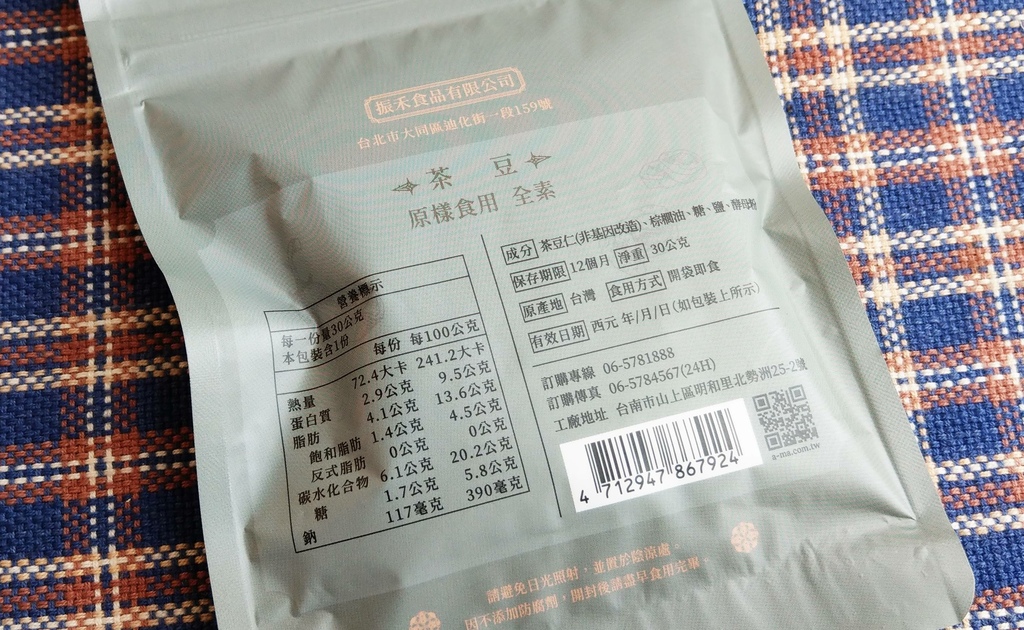 振禾食品有限公司
台北市大同區迪化街一段159號
茶豆
原樣食用 全素
營養標示
每一份量30公克
本包裝含1份
每份 每100公克
熱量 72.4大卡 241.2大卡
蛋白質 2.9公克 9.5公克
脂肪 4.1公克 13.6公克
飽和脂肪 1.4公克 4.5公克
反式脂肪 0公克 0公克
碳水化合物 6.1公克 20.2公克
糖 1.7公克 5.8公克
鈉 117毫克 390毫克
成分 茶豆仁(非基因改造)、棕櫚油、糖、鹽、酵母粉
保存期限 12個月 淨重 30公克
原產地 台灣 食用方式 開袋即食
有效日期 西元 年/月/日(如包裝上所示)
訂購專線 06-5781888
訂購傳真 06-5784567(24H)
工廠地址 台南市山上區明和里北勢洲25-2號
4 712947 867924
a-ma.com.tw
請避免日光照射,並置於陰涼處。
因不添加防腐劑,開封後請盡早食用完畢